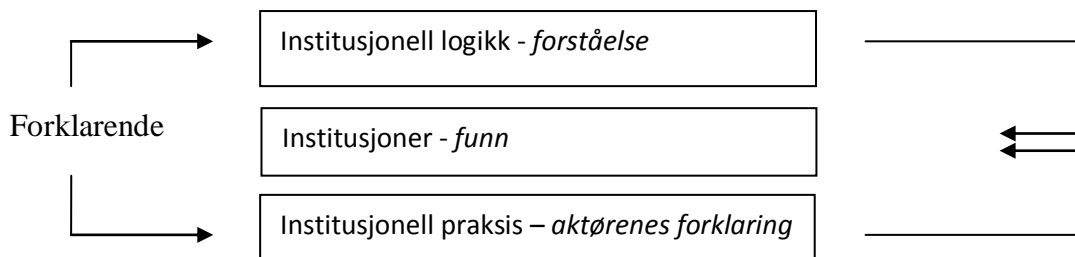 Institusjonell logikk - forståelse
Forklarende
Institusjoner - funn
Institusjonell praksis – aktørenes forklaring